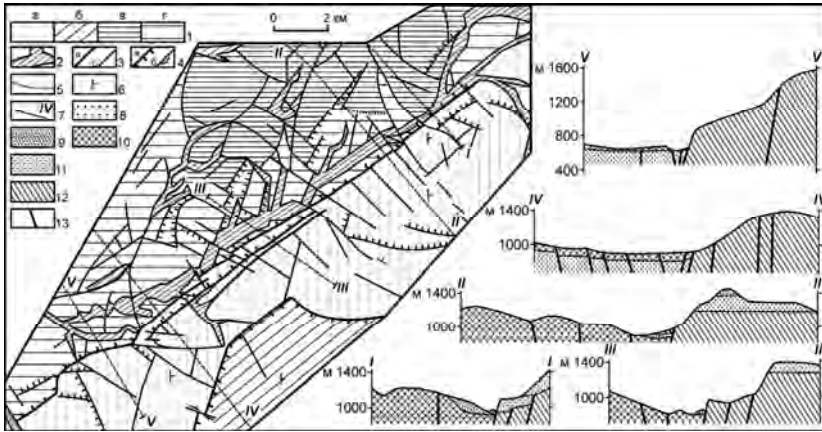 а б в г 1
0 2 км
2 3 4
5 6
IV 7 8
9 10
11
12
13
II
III
V
I
II
III
IV
V
V V
м 1600
1200
800
400
IV IV
м 1400
1000
II II
м 1400
1000
I I
м 1400
1000
III III
м 1400
1000